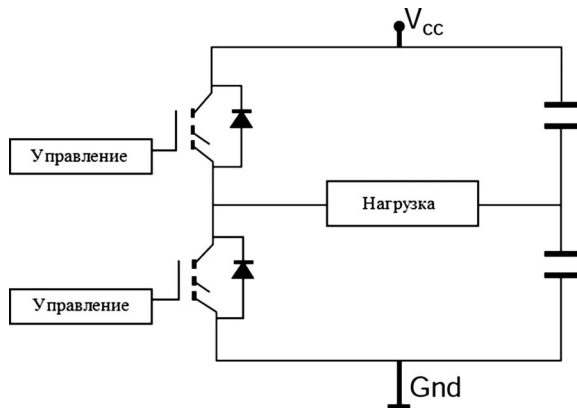 Vcc
Управление
Нагрузка
Управление
Gnd